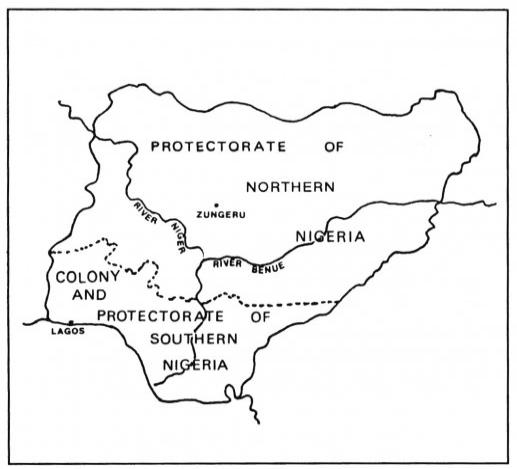 PROTECTORATE OF
NORTHERN
NIGERIA
ZUNGERU
RIVER NIGER
RIVER BENUE
COLONY
AND
PROTECTORATE OF
SOUTHERN
NIGERIA
LAGOS